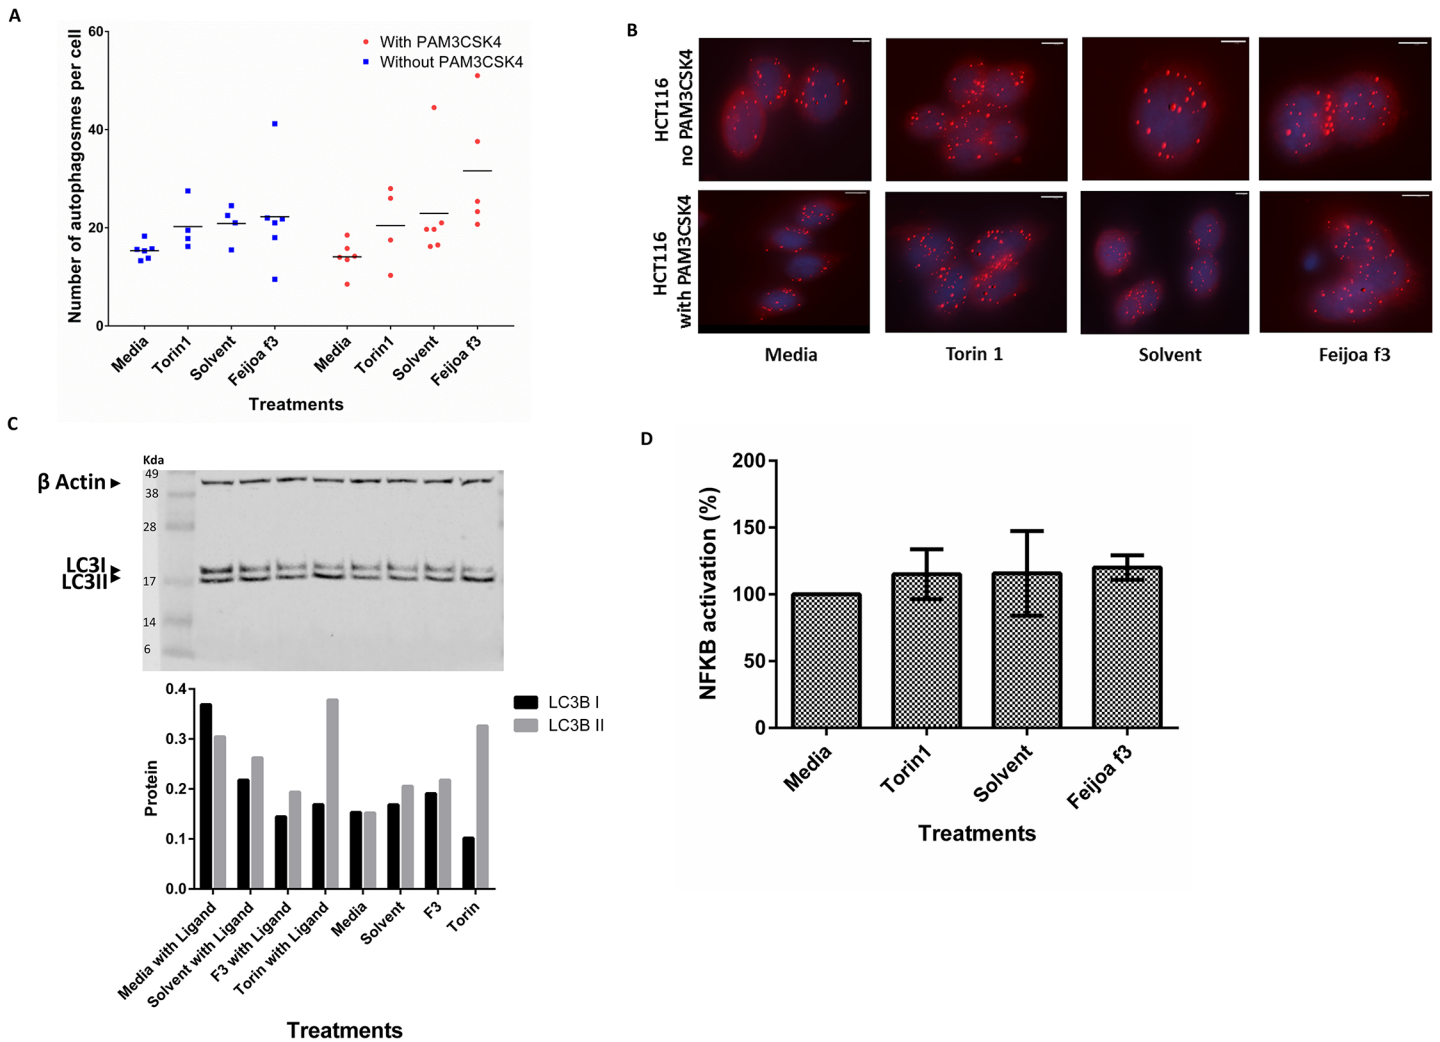 A
60
40
20
0
Number of autophagosmes per cell
With PAM3CSK4
Without PAM3CSK4
Media
Torin1
Solvent
Feijoa f3
Media
Torin1
Solvent
Feijoa f3
Treatments
B
HCT116
no PAM3CSK4
HCT116
with PAM3CSK4
Media
Torin 1
Solvent
Feijoa f3
C
Kda
49
38
28
17
14
6
β Actin
LC3I
LC3II
0.4
0.3
0.2
0.1
0.0
Protein
LC3B I
LC3B II
Media with Ligand
Solvent with Ligand
F3 with Ligand
Torin with Ligand
Media
Solvent
F3
Torin
Treatments
D
200
150
100
50
0
NFKB activation (%)
Media
Torin1
Solvent
Feijoa f3
Treatments